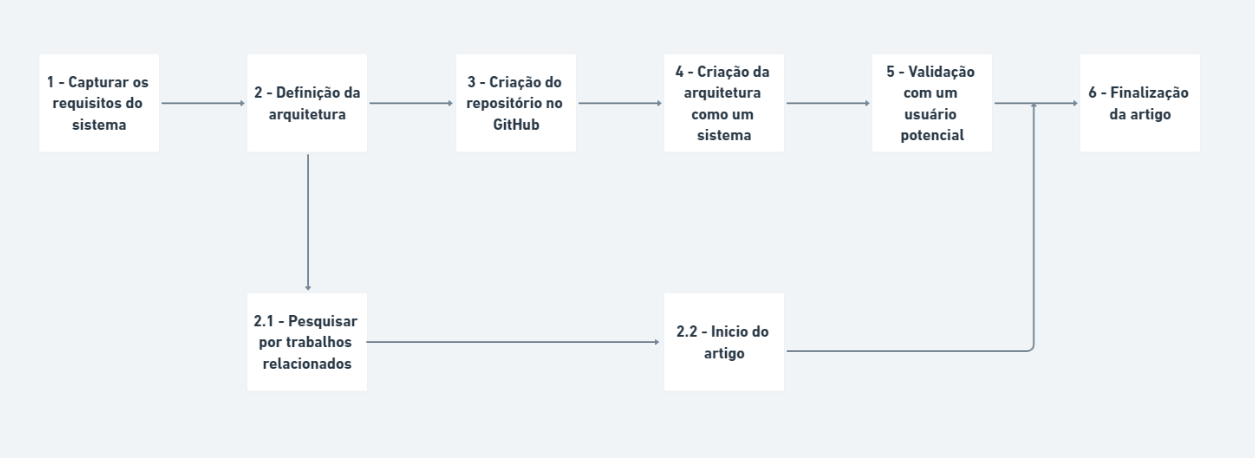 1 - Capturar os
requisitos do
sistema
2 - Definição da
arquitetura
3 - Criação do
repositório no
GitHub
4 - Criação da
arquitetura
como um
sistema
5 - Validação
com um
usuário
potencial
6 - Finalização
da artigo
2.1 - Pesquisar
por trabalhos
relacionados
2.2 - Inicio do
artigo